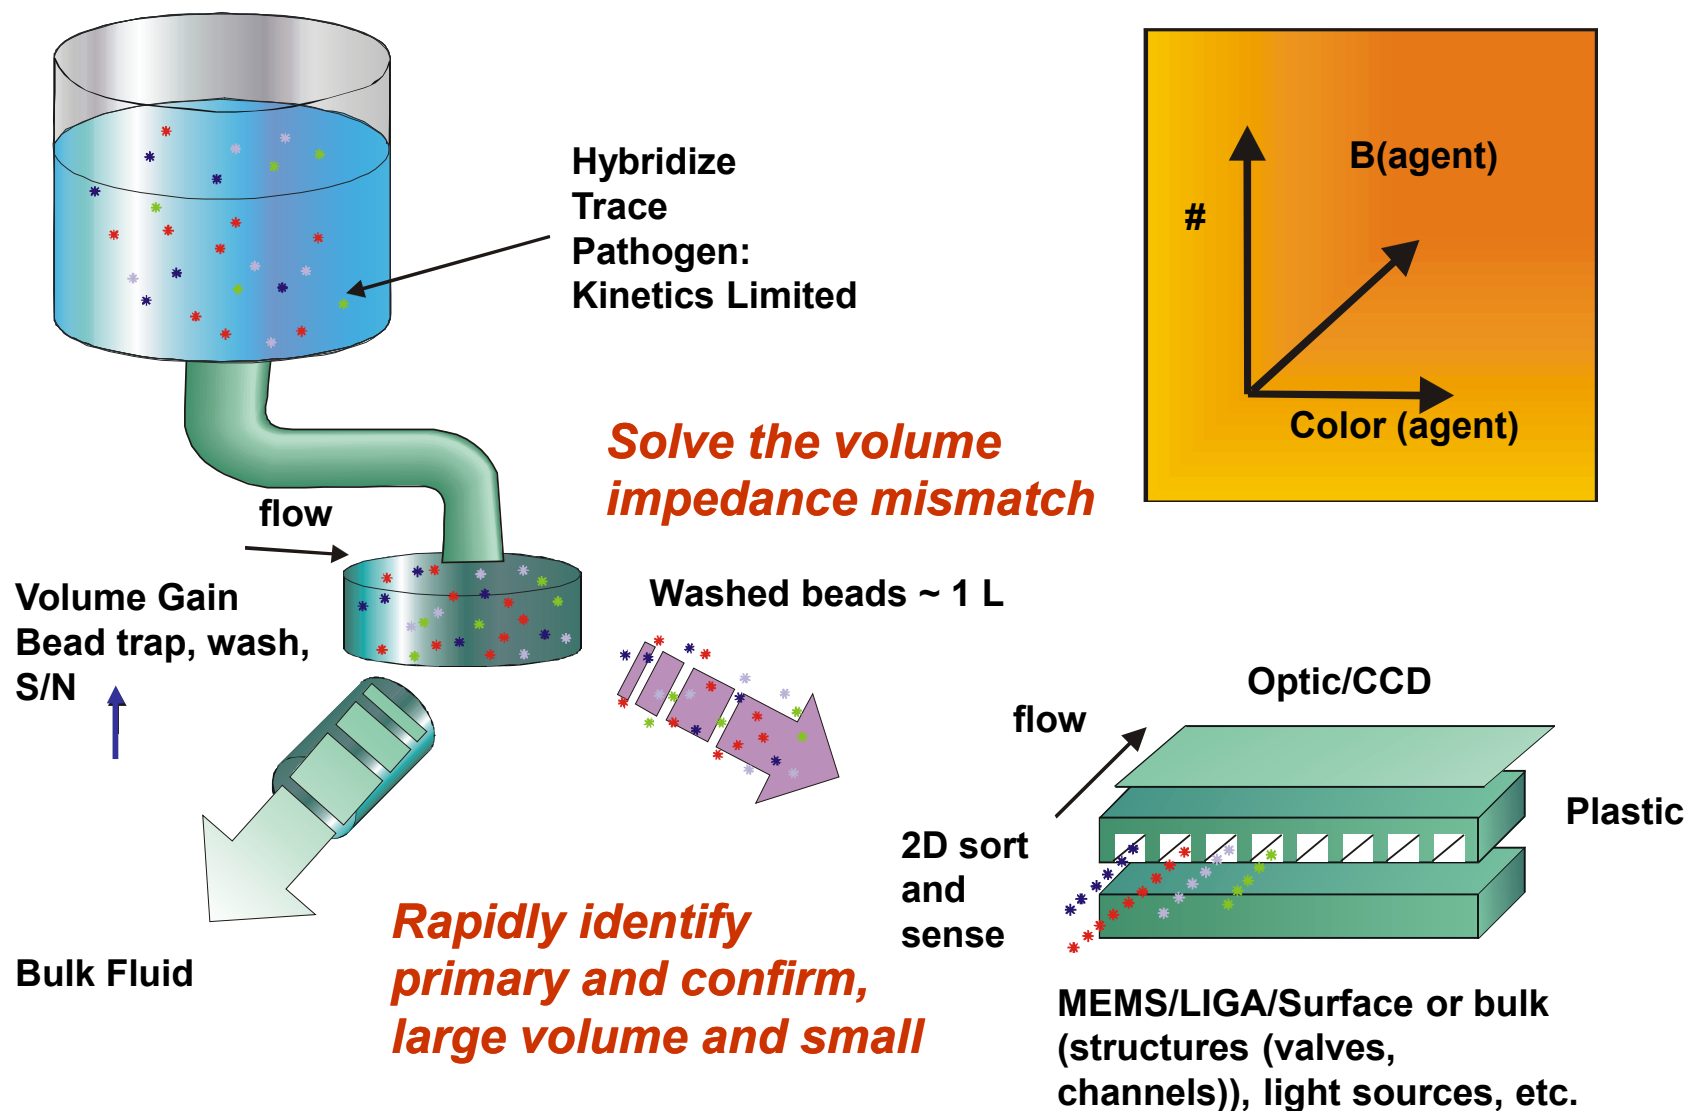 Hybridize
Trace
Pathogen:
Kinetics Limited
#
B(agent)
Color (agent)
Solve the volume
impedance mismatch
flow
Volume Gain
Bead trap, wash,
S/N
Washed beads ~ 1 L
Optic/CCD
flow
Plastic
2D sort
and
sense
Bulk Fluid
Rapidly identify
primary and confirm,
large volume and small
MEMS/LIGA/Surface or bulk
(structures (valves,
channels)), light sources, etc.